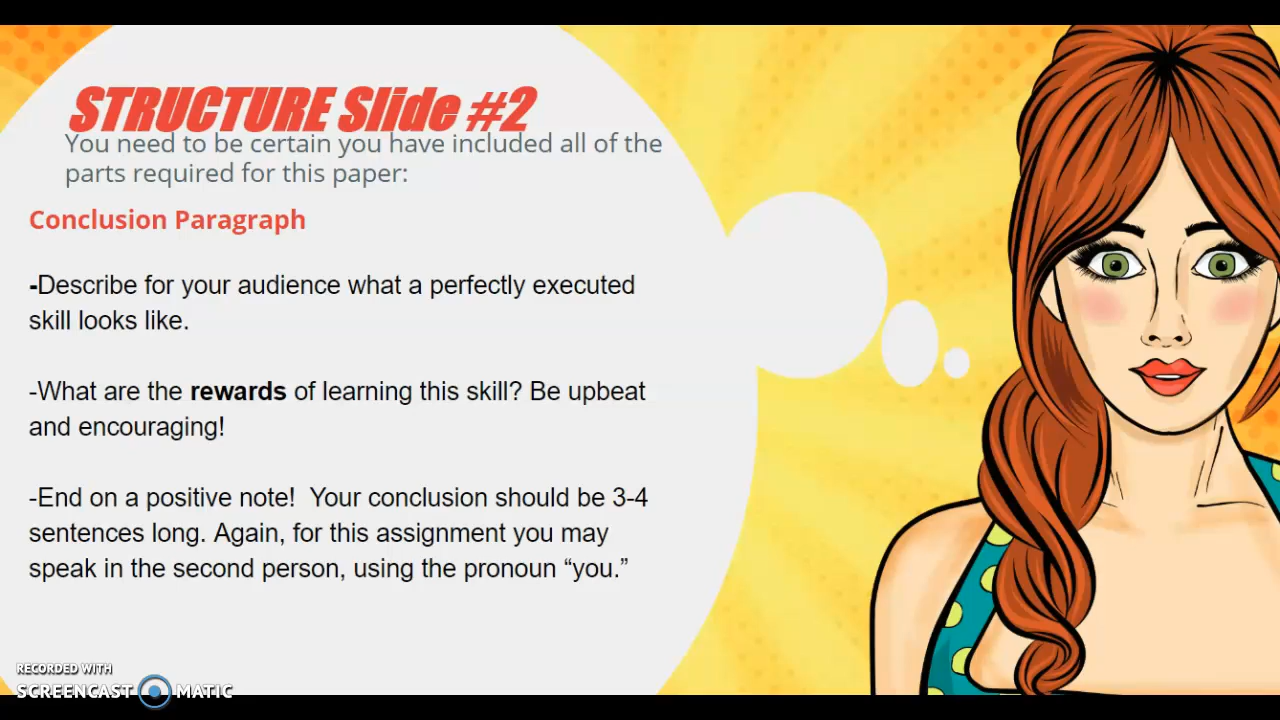 STRUCTURE Slide #2
You need to be certain you have included all of the
parts required for this paper:
Conclusion Paragraph
-Describe for your audience what a perfectly executed
skill looks like.
-What are the rewards of learning this skill? Be upbeat
and encouraging!
-End on a positive note!  Your conclusion should be 3-4
sentences long. Again, for this assignment you may
speak in the second person, using the pronoun “you.”
RECORDED WITH
SCREENCAST MATIC